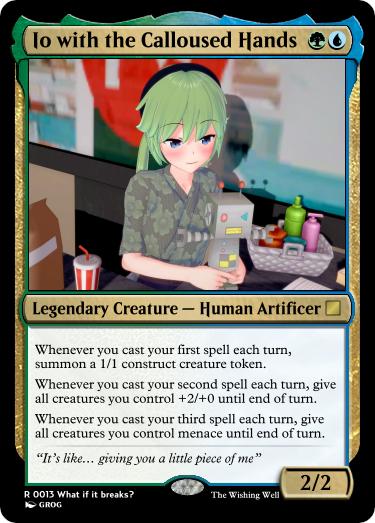 Io with the Calloused Hands
Legendary Creature — Human Artificer
Whenever you cast your first spell each turn,
summon a 1/1 construct creature token.
Whenever you cast your second spell each turn, give
all creatures you control +2/+0 until end of turn.
Whenever you cast your third spell each turn, give
all creatures you control menace until end of turn.
“It's like... giving you a little piece of me”
2/2
R 0013 What if it breaks?
GROG
The Wishing Well